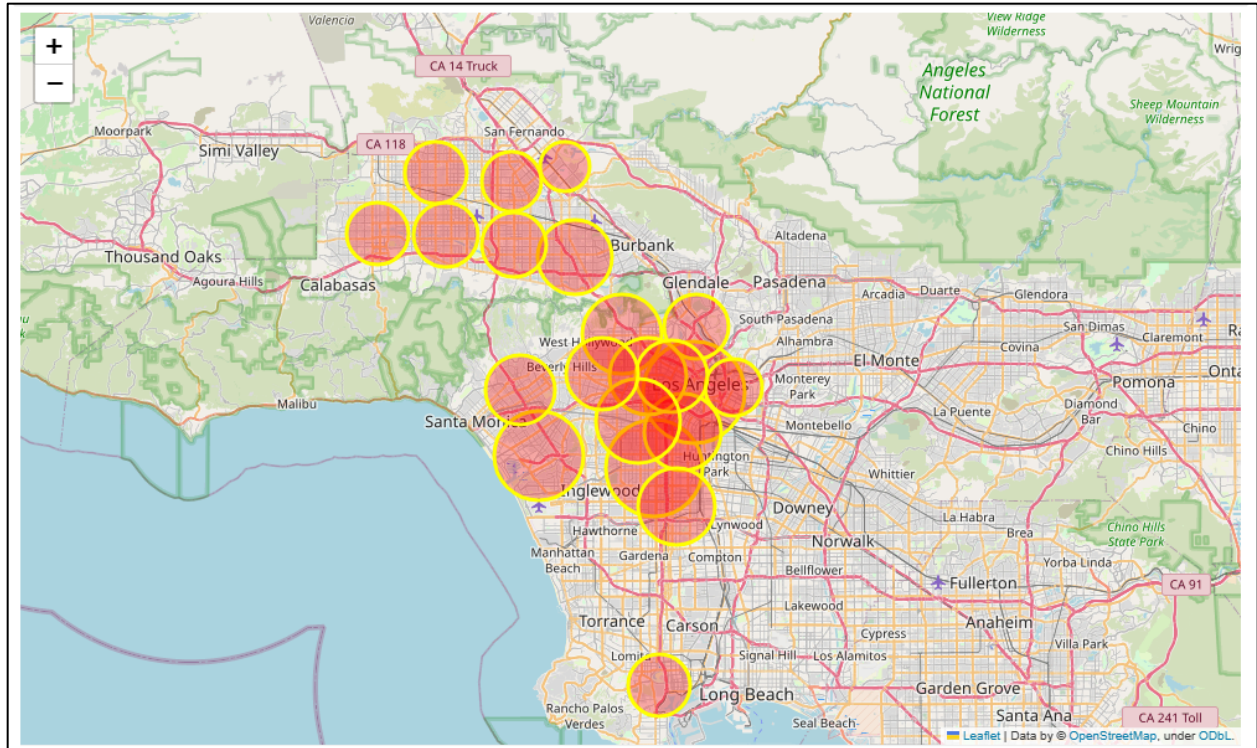 Valencia
View Ridge
Wilderness
+
−
Wrig
CA 14 Truck
Angeles
National
Forest
Sheep Mountain
Wilderness
Moorpark
San Fernando
Simi Valley
CA 118
Altadena
Burbank
Thousand Oaks
Agoura Hills
Calabasas
Glendale
Pasadena
Arcadia
Duarte
Glendora
South Pasadena
San Dimas
Claremont
West Hollywood
Alhambra
El Monte
Covina
Beverly Hills
Los Angeles
Monterey
Park
Pomona
Onta
Malibu
La Puente
Diamond
Bar
Santa Monica
Montebello
Chino
Huntington
Park
Whittier
Chino Hills
Inglewood
Downey
La Habra
Chino Hills
State Park
Hawthorne
Lynwood
Norwalk
Brea
Manhattan
Beach
Gardena
Compton
Yorba Linda
Bellflower
Fullerton
CA 91
Lakewood
Torrance
Carson
Anaheim
Cypress
Villa Park
Lomit
Signal Hill
Los Alamitos
Long Beach
Garden Grove
Rancho Palos
Verdes
Seal Beach
Santa Ana
CA 241 Toll
Leaflet | Data by © OpenStreetMap, under ODbL.